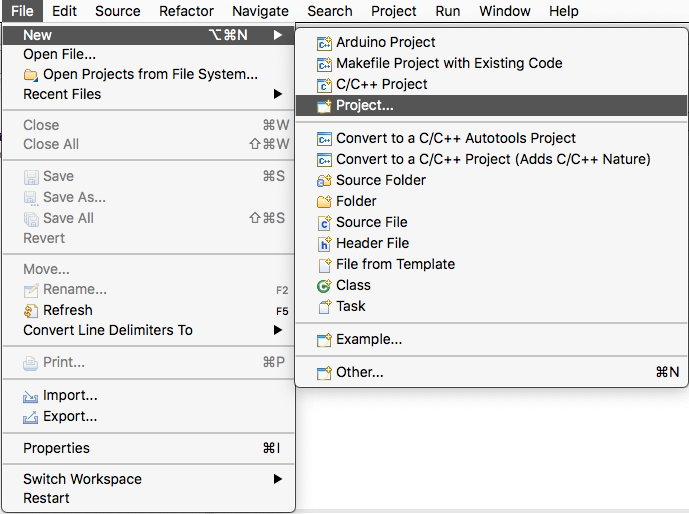 File Edit Source Refactor Navigate Search Project Run Window Help
New ⌥⌘N
Open File...
Open Projects from File System...
Recent Files
Close ⌘W
Close All ⇧⌘W
Save ⌘S
Save As...
Save All ⇧⌘S
Revert
Move...
Rename... F2
Refresh F5
Convert Line Delimiters To
Print... ⌘P
Import...
Export...
Properties ⌘I
Switch Workspace
Restart
Arduino Project
Makefile Project with Existing Code
C/C++ Project
Project...
Convert to a C/C++ Autotools Project
Convert to a C/C++ Project (Adds C/C++ Nature)
Source Folder
Folder
Source File
Header File
File from Template
Class
Task
Example...
Other... ⌘N